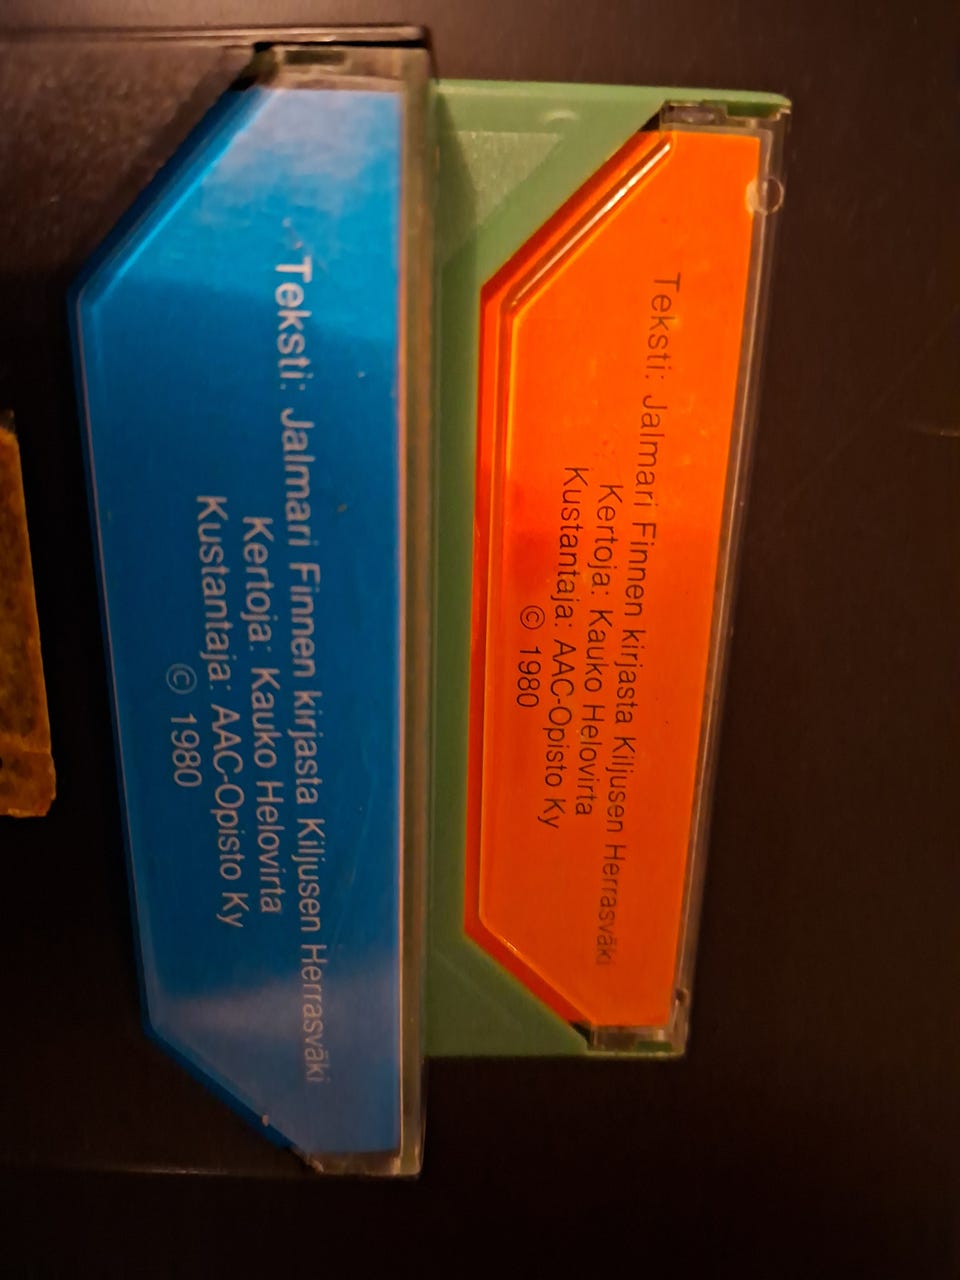 Teksti: Jalmari Finnen kirjasta Kiljusen Herrasväki
Kertoja: Kauko Helovirta
Kustantaja: AAC-Opisto Ky
© 1980
Teksti: Jalmari Finnen kirjasta Kiljusen Herrasväki
Kertoja: Kauko Helovirta
Kustantaja: AAC-Opisto Ky
© 1980